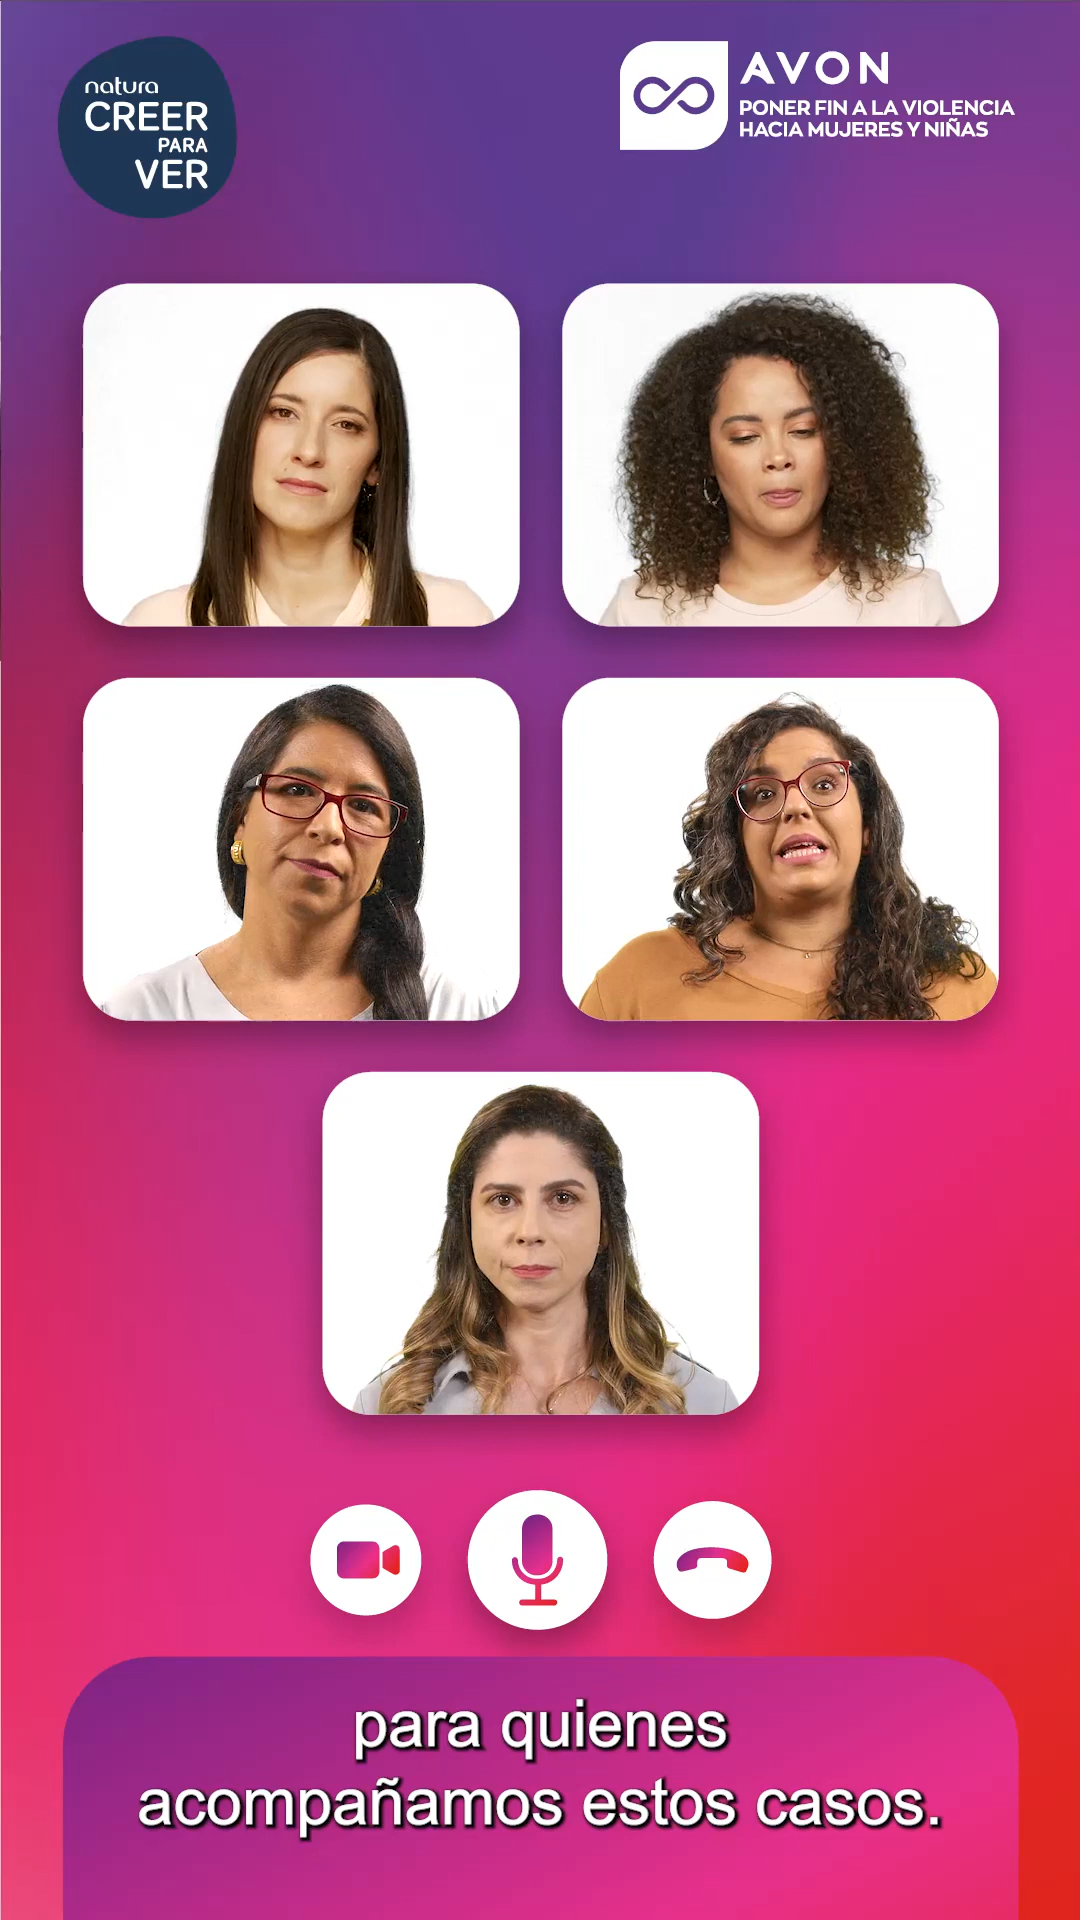 natura
CREER
PARA
VER
AVON
PONER FIN A LA VIOLENCIA
HACIA MUJERES Y NIÑAS
para quienes
acompañamos estos casos.